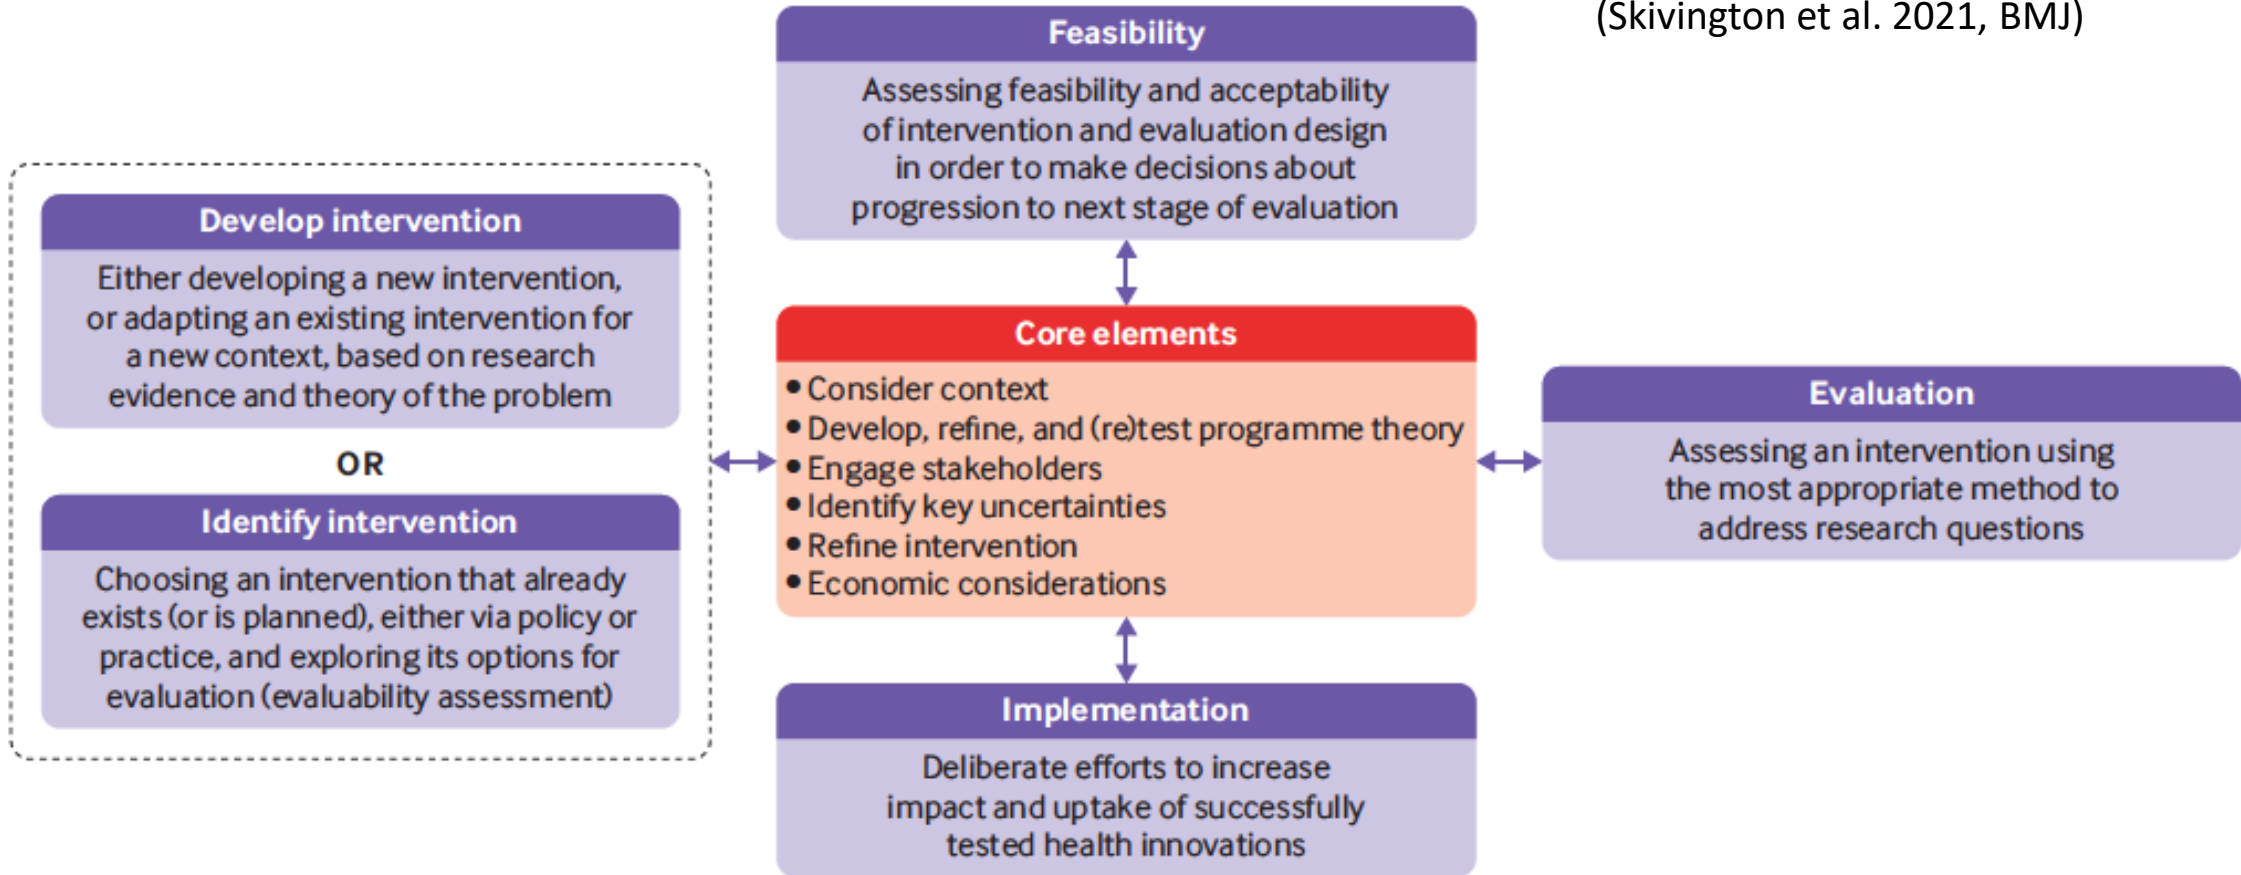 (Skivington et al. 2021, BMJ)
Feasibility
Assessing feasibility and acceptability
of intervention and evaluation design
in order to make decisions about
progression to next stage of evaluation
Develop intervention
Either developing a new intervention,
or adapting an existing intervention for
a new context, based on research
evidence and theory of the problem
OR
Identify intervention
Choosing an intervention that already
exists (or is planned), either via policy or
practice, and exploring its options for
evaluation (evaluability assessment)
Core elements
• Consider context
• Develop, refine, and (re)test programme theory
• Engage stakeholders
• Identify key uncertainties
• Refine intervention
• Economic considerations
Evaluation
Assessing an intervention using
the most appropriate method to
address research questions
Implementation
Deliberate efforts to increase
impact and uptake of successfully
tested health innovations